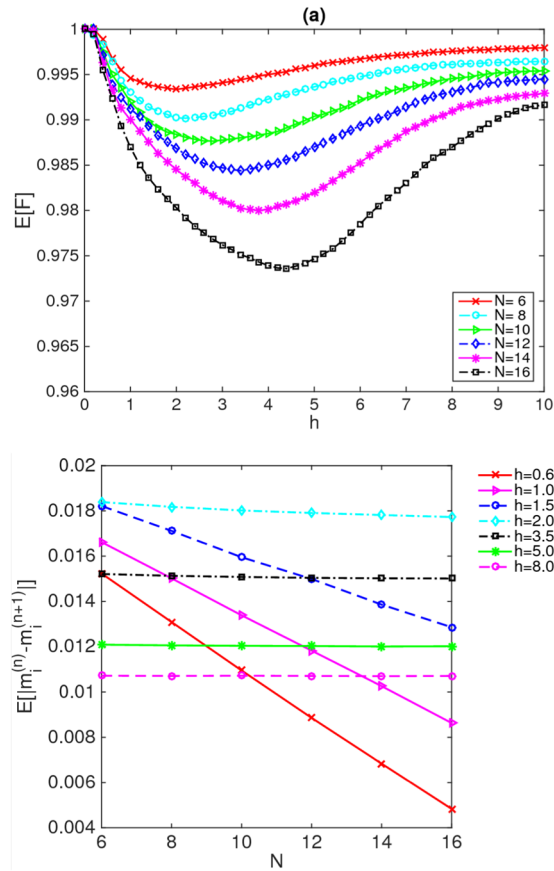 (a)
1
0.995
0.99
0.985
0.98
0.975
0.97
0.965
0.96
E[F]
0 1 2 3 4 5 6 7 8 9 10
h
N= 6
N= 8
N=10
N=12
N=14
N=16
0.02
0.018
0.016
0.014
0.012
0.01
0.008
0.006
0.004
E[|m_i^(n)-m_i^(n+1)|]
6 8 10 12 14 16
N
h=0.6
h=1.0
h=1.5
h=2.0
h=3.5
h=5.0
h=8.0